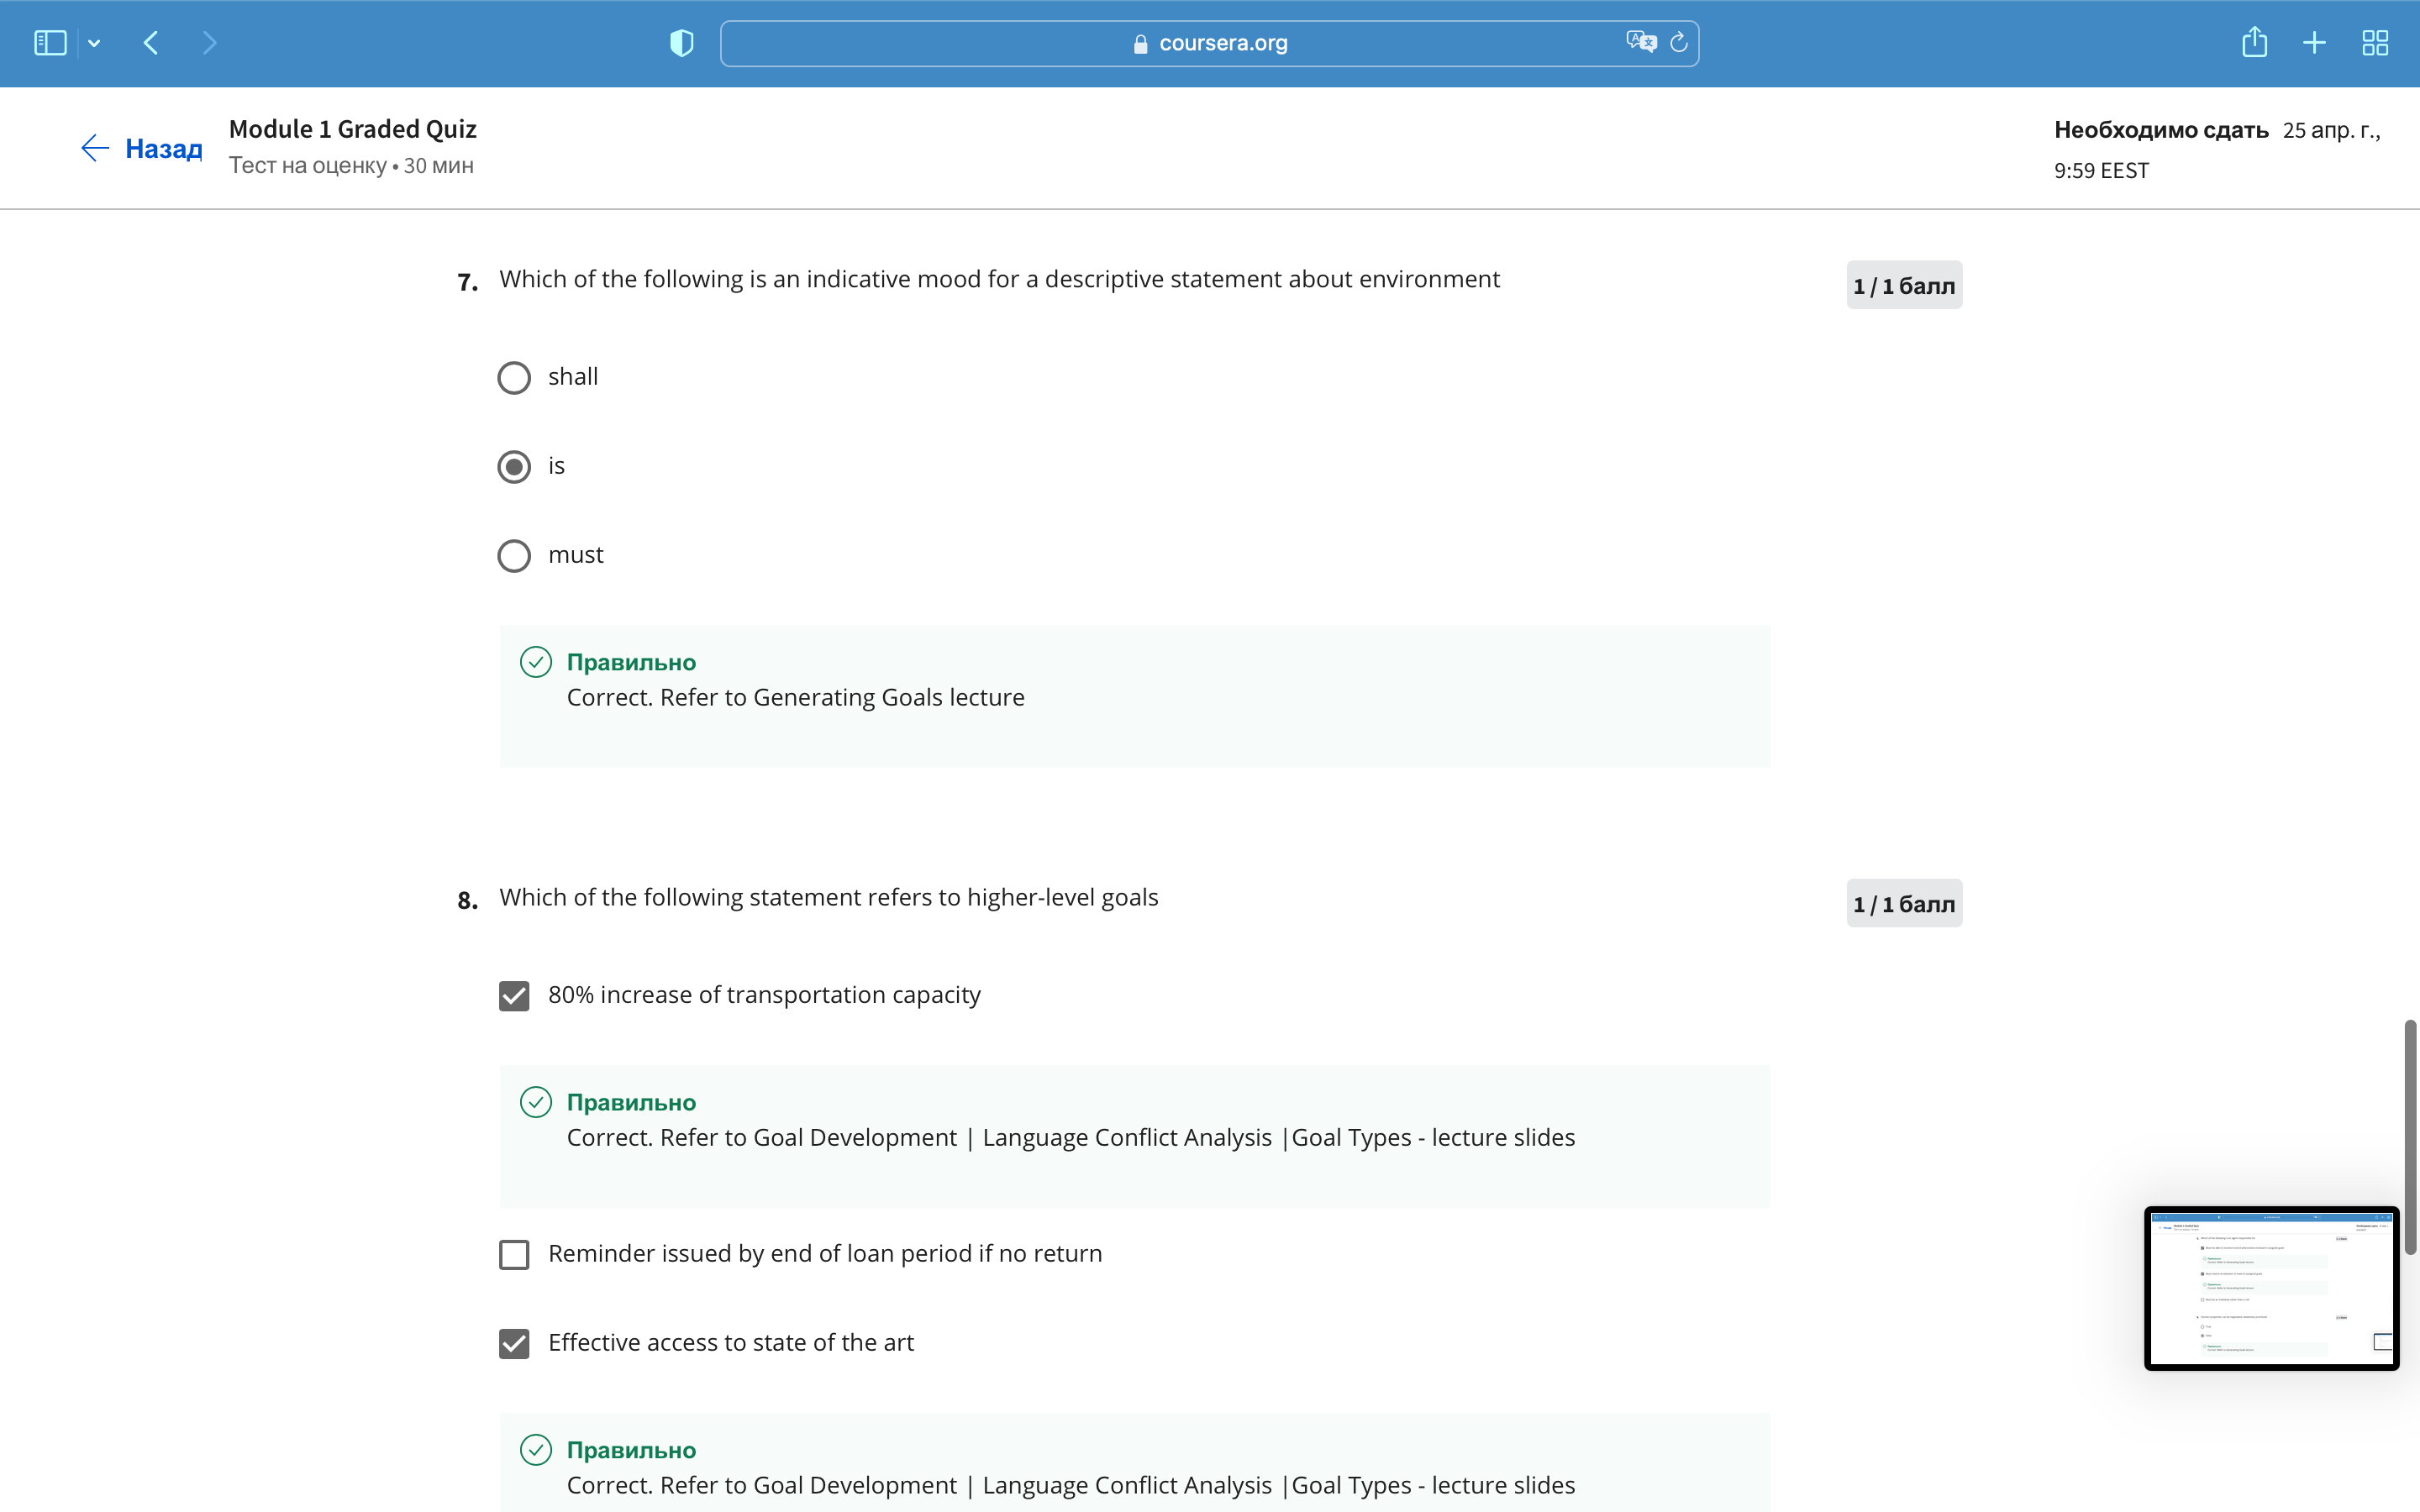 coursera.org
Назад
Module 1 Graded Quiz
Тест на оценку • 30 мин
Необходимо сдать 25 апр. г.,
9:59 EEST
7. Which of the following is an indicative mood for a descriptive statement about environment
1 / 1 балл
shall
is
must
Правильно
Correct. Refer to Generating Goals lecture
8. Which of the following statement refers to higher-level goals
1 / 1 балл
80% increase of transportation capacity
Правильно
Correct. Refer to Goal Development | Language Conflict Analysis |Goal Types - lecture slides
Reminder issued by end of loan period if no return
Effective access to state of the art
Правильно
Correct. Refer to Goal Development | Language Conflict Analysis |Goal Types - lecture slides